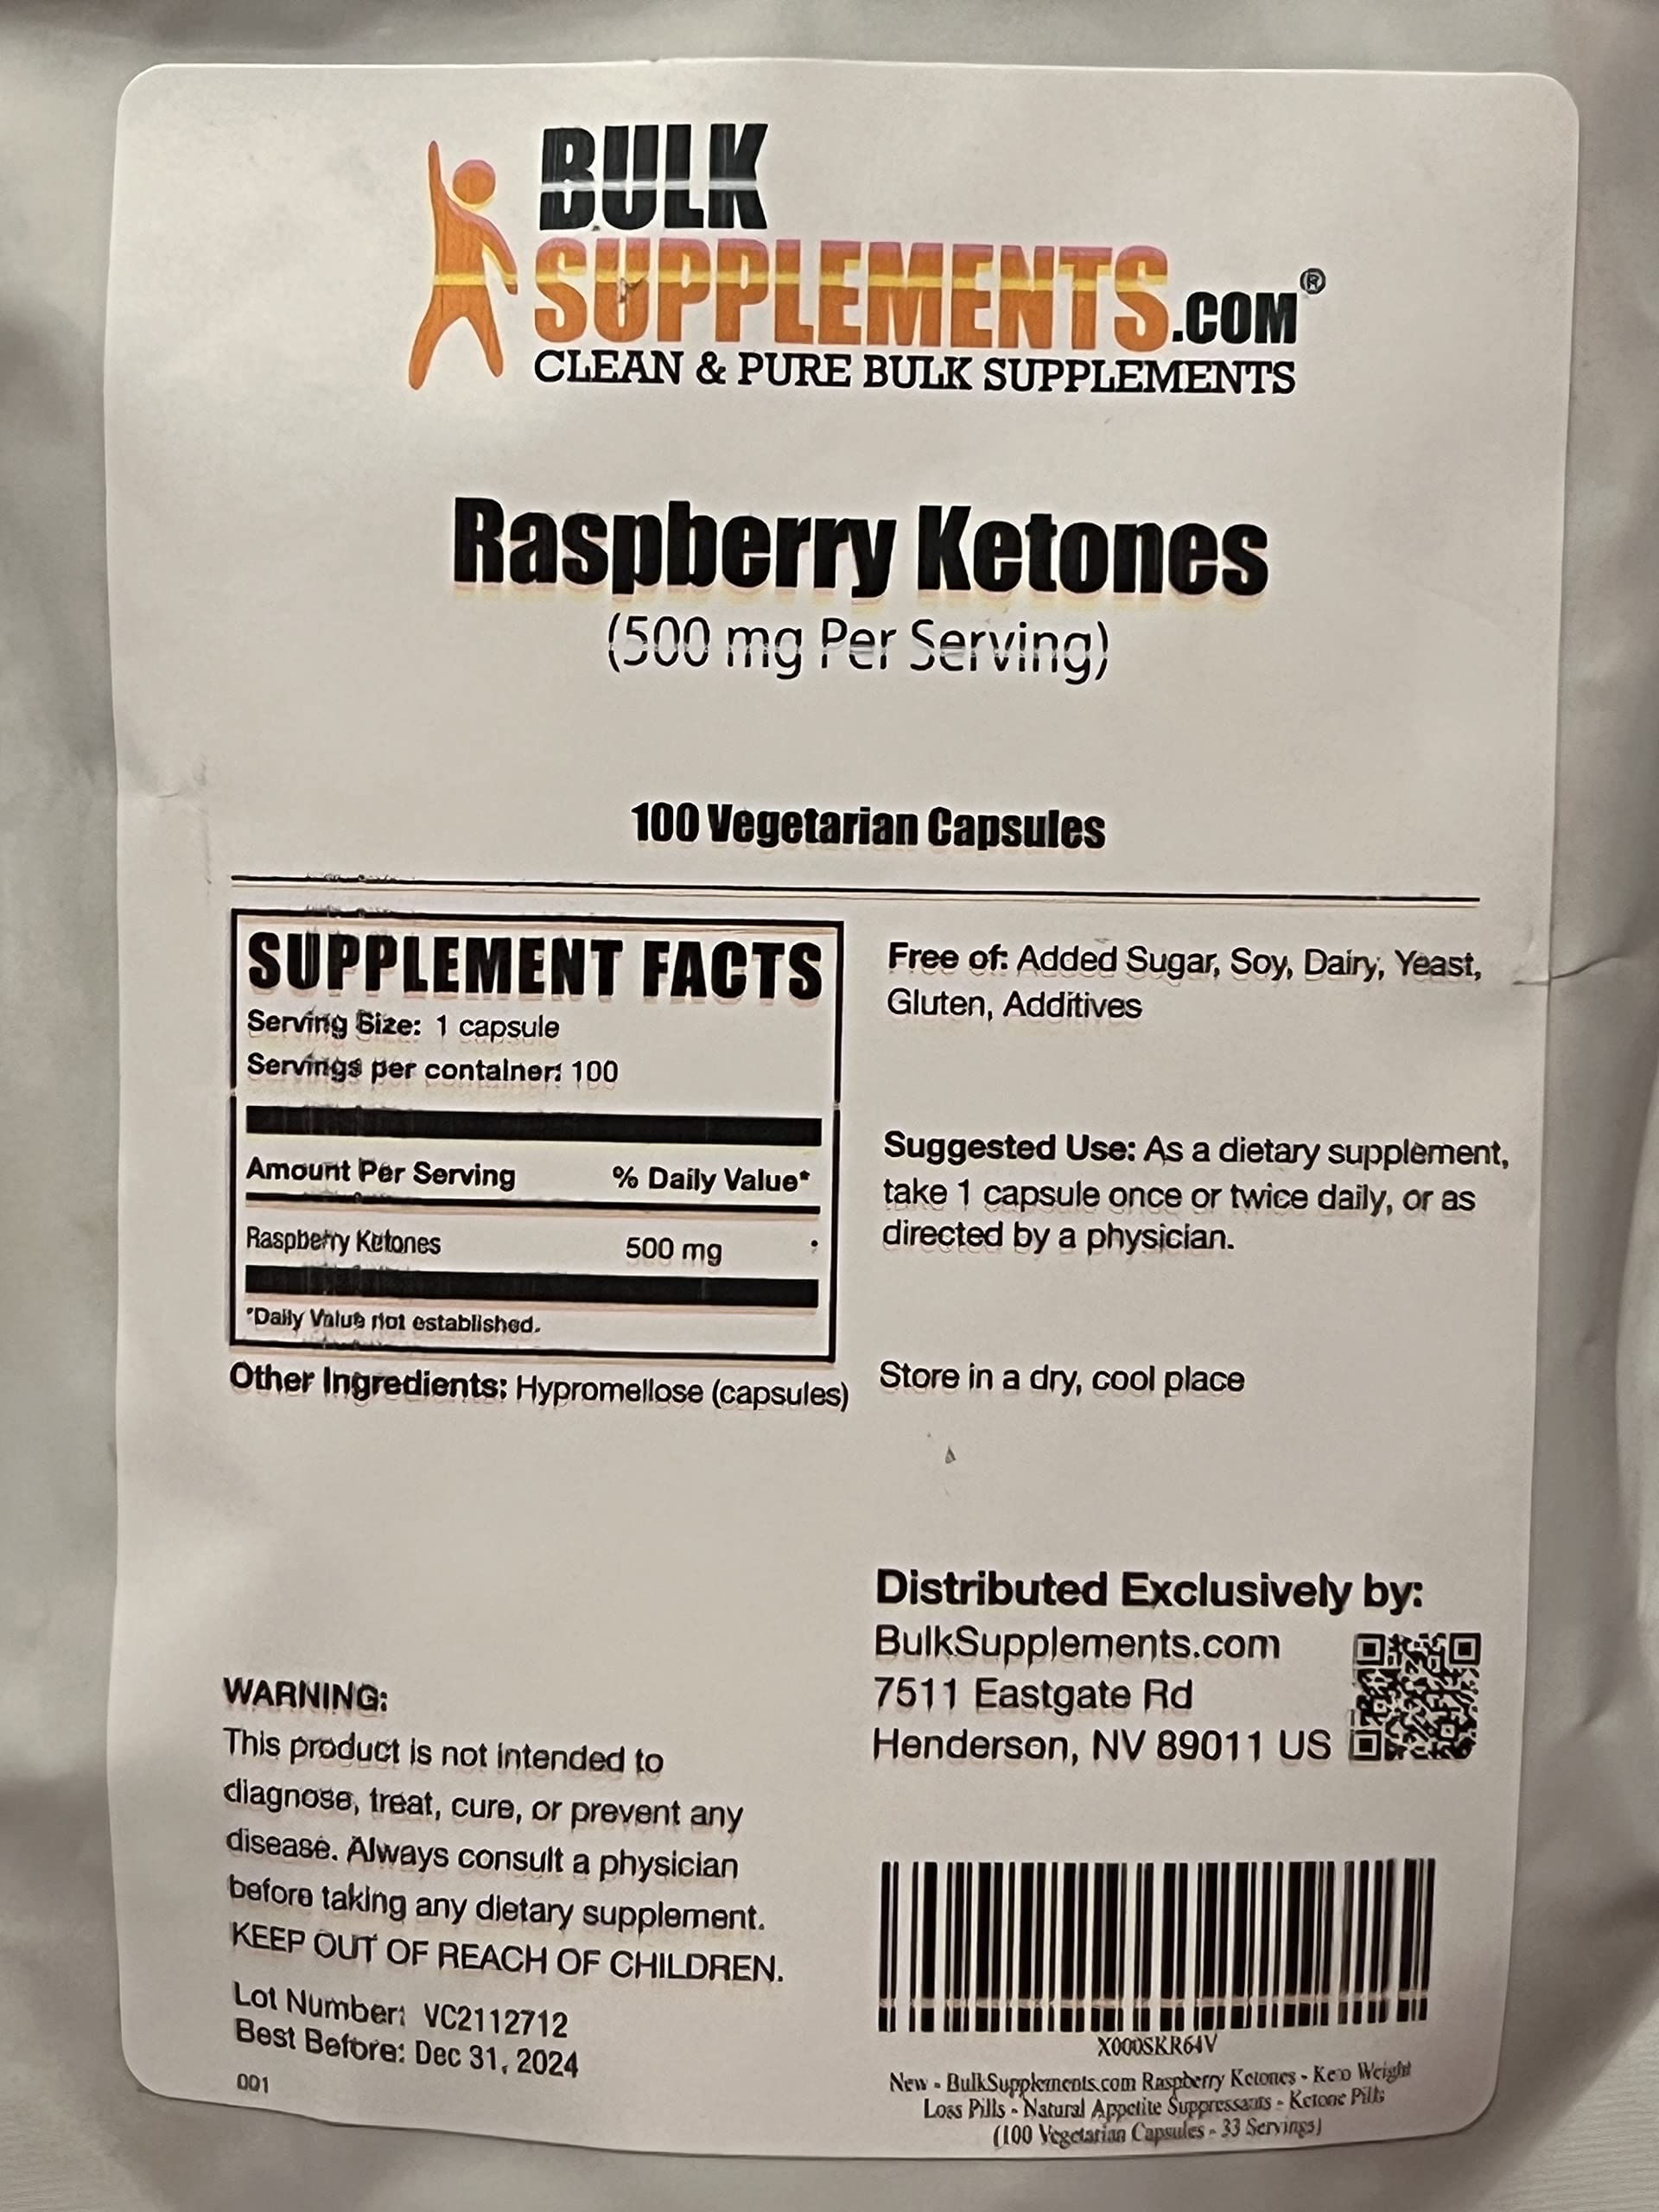 BULK
SUPPLEMENTS.COM®
CLEAN & PURE BULK SUPPLEMENTS
Raspberry Ketones
(500 mg Per Serving)
100 Vegetarian Capsules
SUPPLEMENT FACTS
Serving Size: 1 capsule
Servings per container: 100
Amount Per Serving % Daily Value*
Raspberry Ketones 500 mg *
*Daily Value not established.
Other Ingredients: Hypromellose (capsules)
Free of: Added Sugar, Soy, Dairy, Yeast,
Gluten, Additives
Suggested Use: As a dietary supplement,
take 1 capsule once or twice daily, or as
directed by a physician.
Store in a dry, cool place
Distributed Exclusively by:
BulkSupplements.com
7511 Eastgate Rd
Henderson, NV 89011 US
WARNING:
This product is not intended to
diagnose, treat, cure, or prevent any
disease. Always consult a physician
before taking any dietary supplement.
KEEP OUT OF REACH OF CHILDREN.
Lot Number: VC2112712
Best Before: Dec 31, 2024
001
X000SKR64V
New - BulkSupplements.com Raspberry Ketones - Keto Weight
Loss Pills - Natural Appetite Suppressants - Ketone Pills
(100 Vegetarian Capsules - 33 Servings)